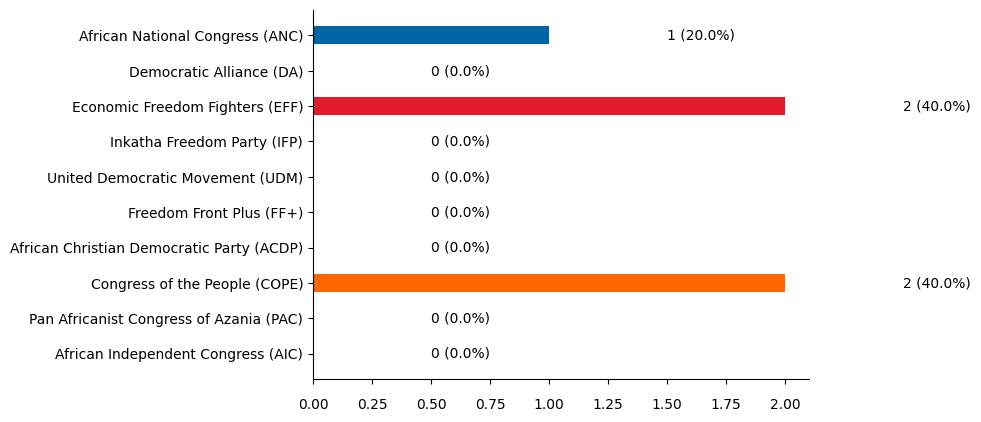 African National Congress (ANC) 1 (20.0%)
Democratic Alliance (DA) 0 (0.0%)
Economic Freedom Fighters (EFF) 2 (40.0%)
Inkatha Freedom Party (IFP) 0 (0.0%)
United Democratic Movement (UDM) 0 (0.0%)
Freedom Front Plus (FF+) 0 (0.0%)
African Christian Democratic Party (ACDP) 0 (0.0%)
Congress of the People (COPE) 2 (40.0%)
Pan Africanist Congress of Azania (PAC) 0 (0.0%)
African Independent Congress (AIC) 0 (0.0%)
0.00 0.25 0.50 0.75 1.00 1.25 1.50 1.75 2.00